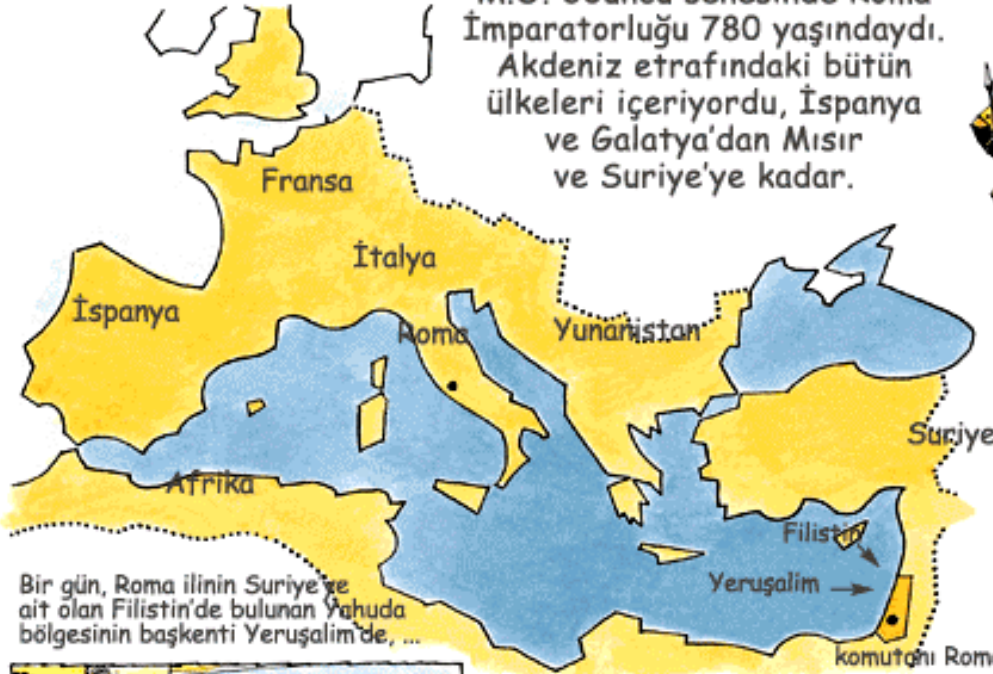 İmparatorluğu 780 yaşındaydı.
Akdeniz etrafındaki bütün
ülkeleri içeriyordu, İspanya
ve Galatya'dan Mısır
ve Suriye'ye kadar.
Fransa
İtalya
İspanya
Roma
Yunanistan
Suriye
Afrika
Filistin
Yeruşalim
Bir gün, Roma ilinin Suriye'ye
ait olan Filistin'de bulunan Yahuda
bölgesinin başkenti Yeruşalim'de, ...
komutanı Roma